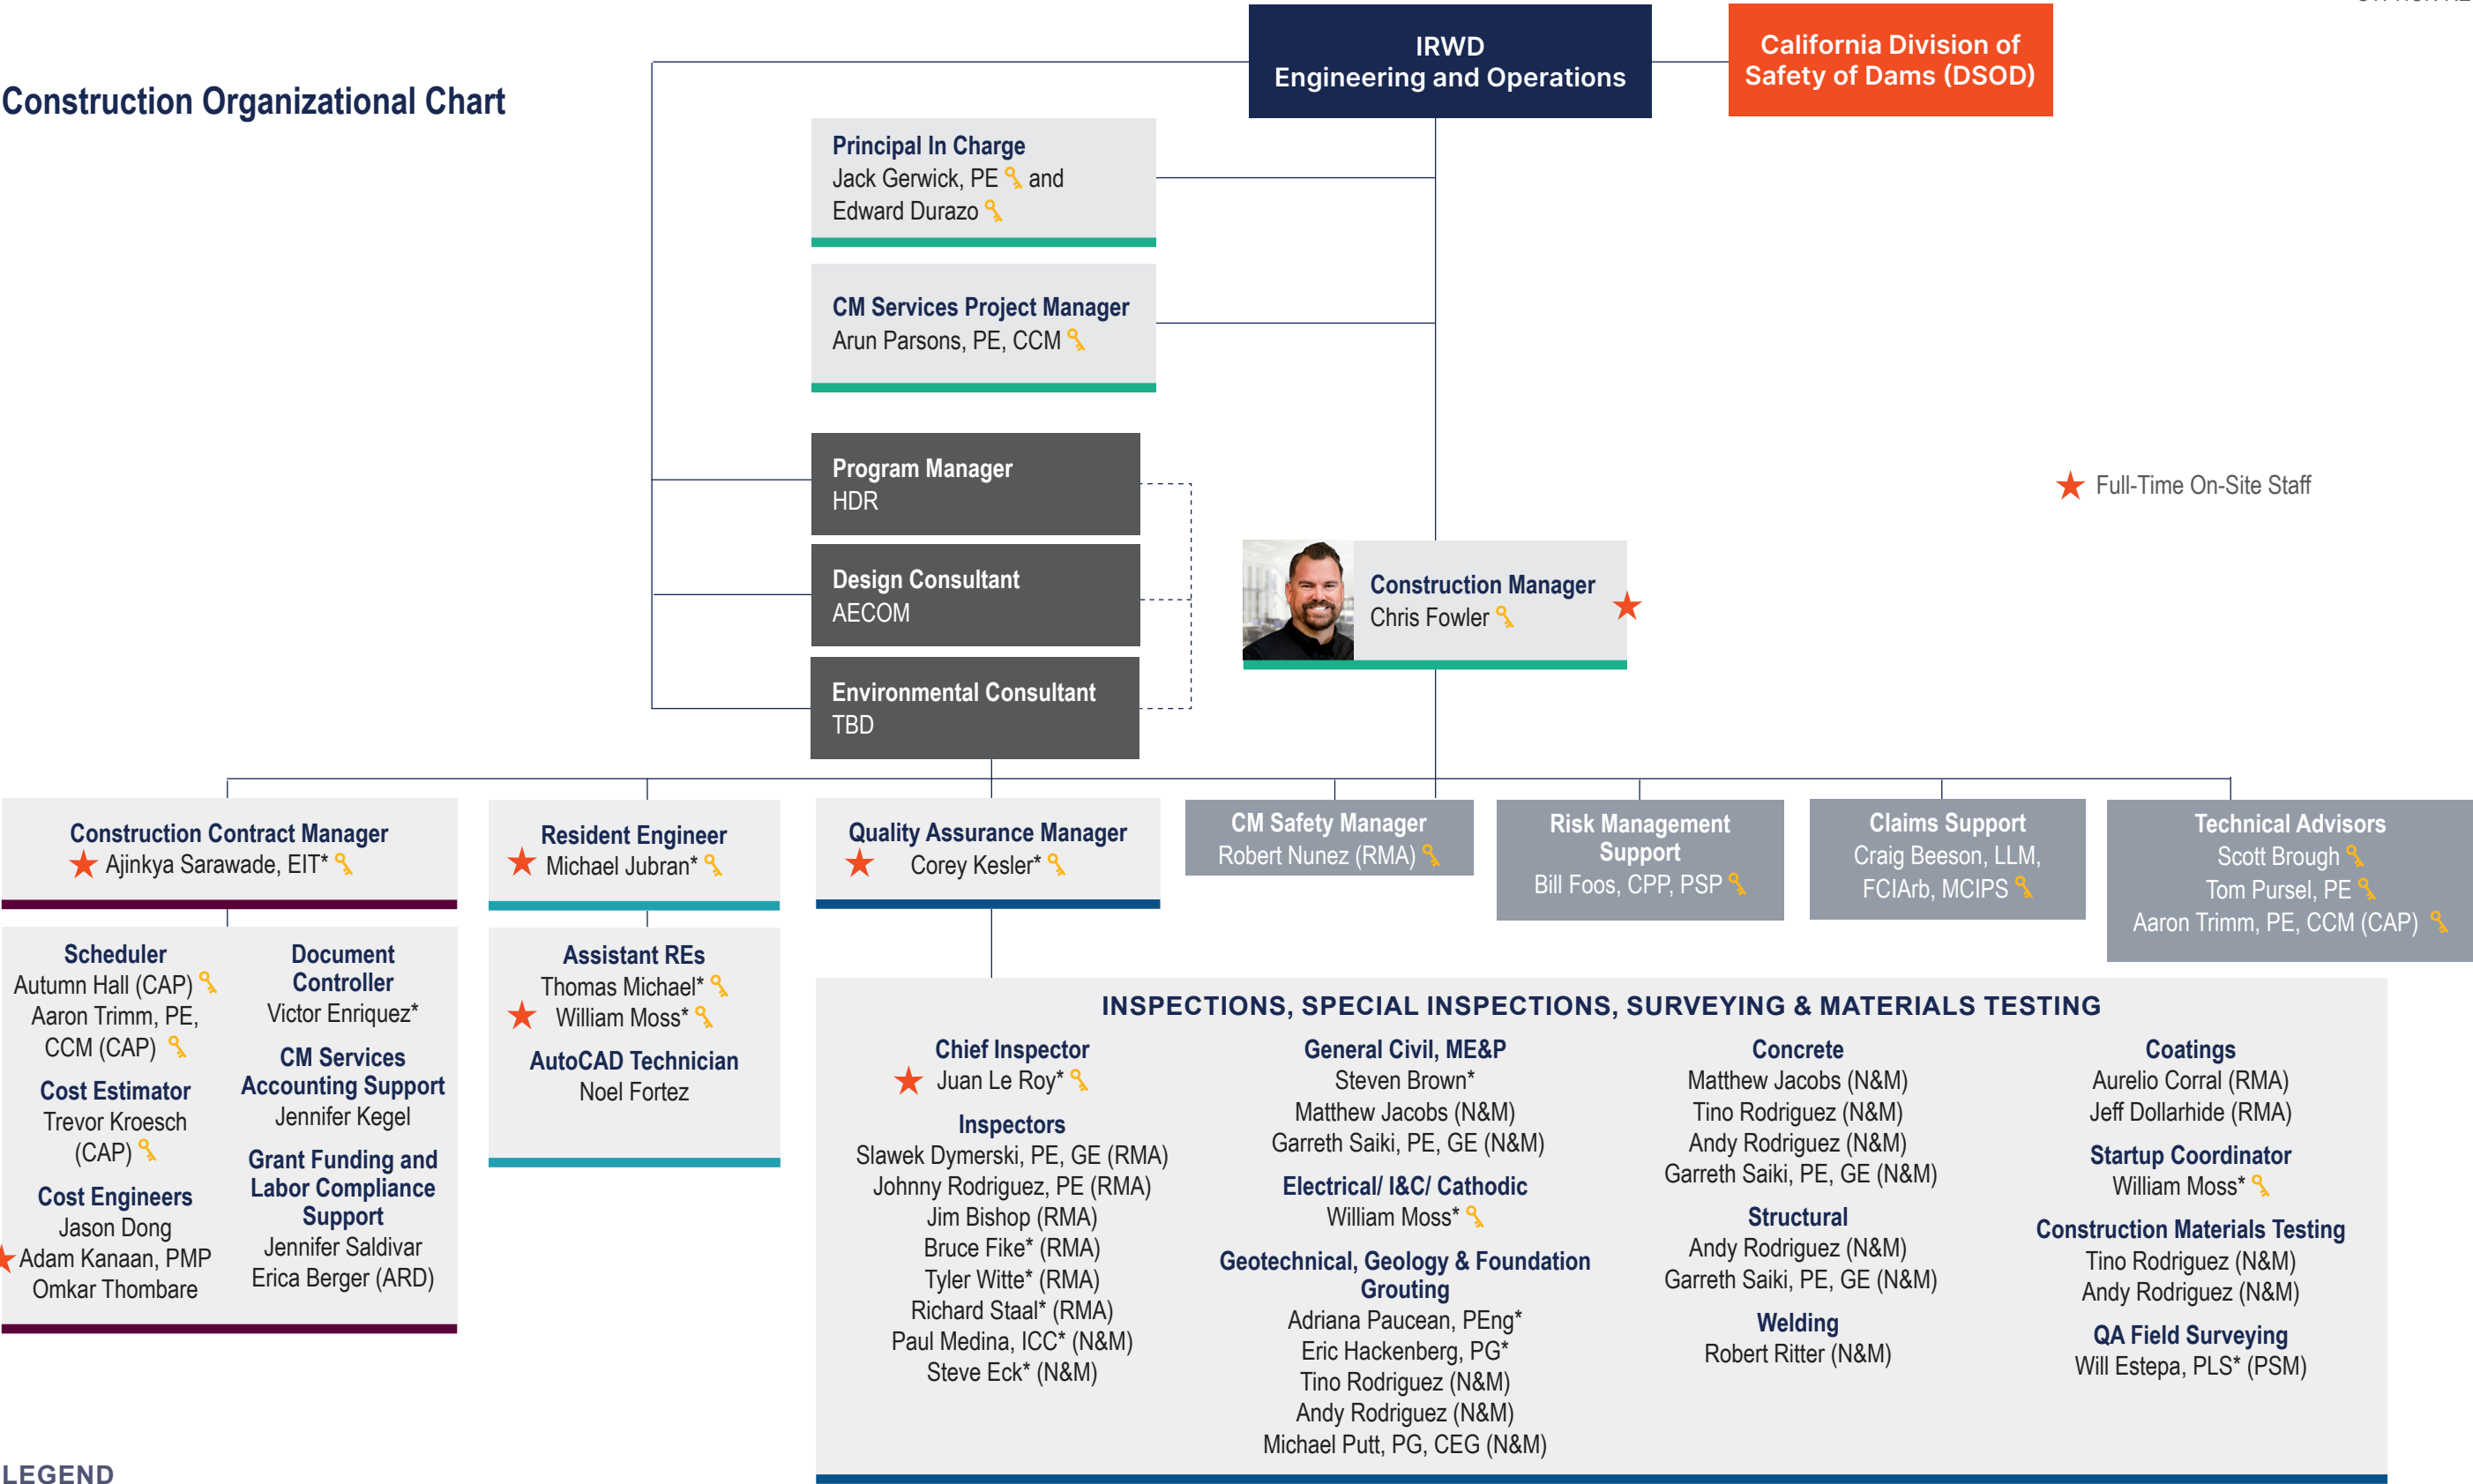 Construction Organizational Chart
IRWD
Engineering and Operations
California Division of
Safety of Dams (DSOD)
Principal In Charge
Jack Gerwick, PE and
Edward Durazo
CM Services Project Manager
Arun Parsons, PE, CCM
Program Manager
HDR
Design Consultant
AECOM
Environmental Consultant
TBD
Full-Time On-Site Staff
Construction Manager
Chris Fowler
Construction Contract Manager
Ajinkya Sarawade, EIT*
Resident Engineer
Michael Jubran*
Quality Assurance Manager
Corey Kesler*
CM Safety Manager
Robert Nunez (RMA)
Risk Management
Support
Bill Foos, CPP, PSP
Claims Support
Craig Beeson, LLM,
FCIArb, MCIPS
Technical Advisors
Scott Brough
Tom Pursel, PE
Aaron Trimm, PE, CCM (CAP)
Scheduler
Autumn Hall (CAP)
Aaron Trimm, PE,
CCM (CAP)
Cost Estimator
Trevor Kroesch
(CAP)
Cost Engineers
Jason Dong
Adam Kanaan, PMP
Omkar Thombare
Document
Controller
Victor Enriquez*
CM Services
Accounting Support
Jennifer Kegel
Grant Funding and
Labor Compliance
Support
Jennifer Saldivar
Erica Berger (ARD)
Assistant REs
Thomas Michael*
William Moss*
AutoCAD Technician
Noel Fortez
INSPECTIONS, SPECIAL INSPECTIONS, SURVEYING & MATERIALS TESTING
Chief Inspector
Juan Le Roy*
Inspectors
Slawek Dymerski, PE, GE (RMA)
Johnny Rodriguez, PE (RMA)
Jim Bishop (RMA)
Bruce Fike* (RMA)
Tyler Witte* (RMA)
Richard Staal* (RMA)
Paul Medina, ICC* (N&M)
Steve Eck* (N&M)
General Civil, ME&P
Steven Brown*
Matthew Jacobs (N&M)
Garreth Saiki, PE, GE (N&M)
Electrical/ I&C/ Cathodic
William Moss*
Geotechnical, Geology & Foundation
Grouting
Adriana Paucean, PEng*
Eric Hackenberg, PG*
Tino Rodriguez (N&M)
Andy Rodriguez (N&M)
Michael Putt, PG, CEG (N&M)
Concrete
Matthew Jacobs (N&M)
Tino Rodriguez (N&M)
Andy Rodriguez (N&M)
Garreth Saiki, PE, GE (N&M)
Structural
Andy Rodriguez (N&M)
Garreth Saiki, PE, GE (N&M)
Welding
Robert Ritter (N&M)
Coatings
Aurelio Corral (RMA)
Jeff Dollarhide (RMA)
Startup Coordinator
William Moss*
Construction Materials Testing
Tino Rodriguez (N&M)
Andy Rodriguez (N&M)
QA Field Surveying
Will Estepa, PLS* (PSM)
LEGEND